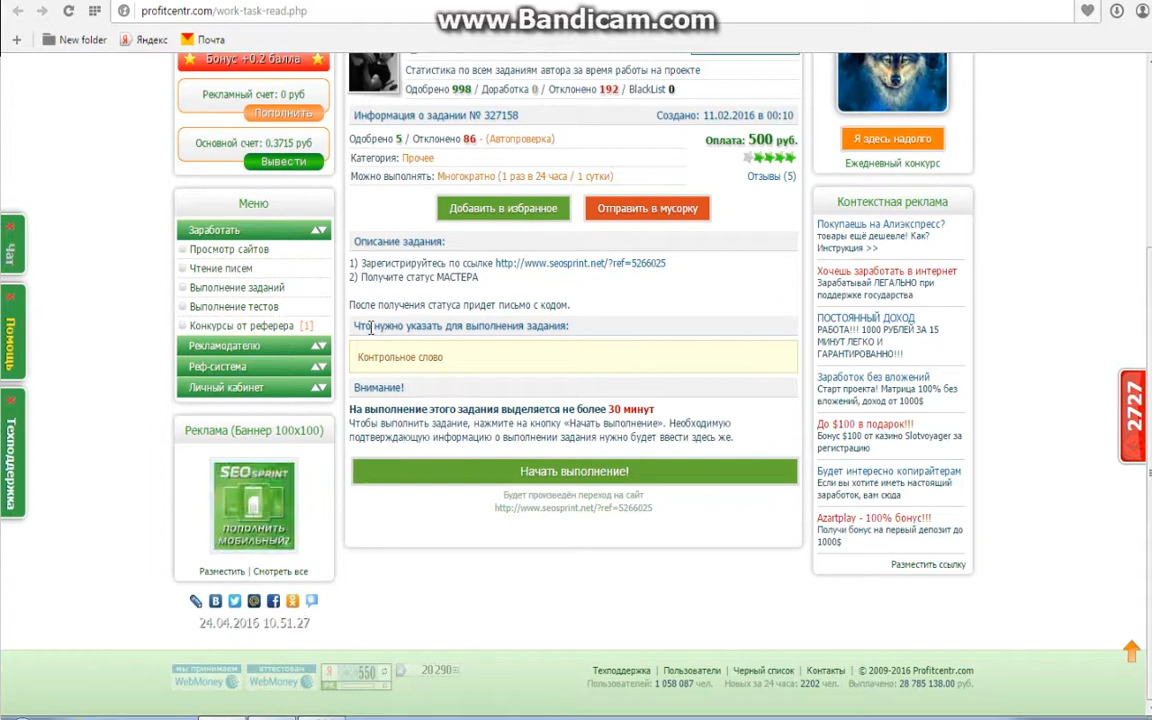 profitcentr.com/work-task-read.php
www.Bandicam.com
New folder
Яндекс
Почта
Бонус +0.2 балла
Рекламный счет: 0 руб
Пополнить
Основной счет: 0.3715 руб
Вывести
Меню
Заработать
Просмотр сайтов
Чтение писем
Выполнение заданий
Выполнение тестов
Конкурсы от реферера [1]
Рекламодателю
Реф-система
Личный кабинет
Чат
Помощь
Техподдержка
Реклама (Баннер 100x100)
SEOSPRINT
ПОПОЛНИТЬ
МОБИЛЬНЫЙ?
Разместить | Смотреть все
24.04.2016 10.51.27
Статистика по всем заданиям автора за время работы на проекте
Одобрено 998 / Доработка 0 / Отклонено 192 / BlackList 0
Информация о задании № 327158
Создано: 11.02.2016 в 00:10
Одобрено 5 / Отклонено 86 - (Автопроверка)
Оплата: 500 руб.
Категория: Прочее
Можно выполнять: Многократно (1 раз в 24 часа / 1 сутки)
Отзывы (5)
Добавить в избранное
Отправить в мусорку
Описание задания:
1) Зарегистрируйтесь по ссылке http://www.seosprint.net/?ref=5266025
2) Получите статус МАСТЕРА
После получения статуса придет письмо с кодом.
Что нужно указать для выполнения задания:
Контрольное слово
Внимание!
На выполнение этого задания выделяется не более 30 минут
Чтобы выполнить задание, нажмите на кнопку «Начать выполнение». Необходимую
подтверждающую информацию о выполнении задания нужно будет ввести здесь же.
Начать выполнение!
Будет произведён переход на сайт
http://www.seosprint.net/?ref=5266025
Я здесь надолго
Ежедневный конкурс
Контекстная реклама
Покупаешь на Алиэкспресс?
товары ещё дешевле! Как?
Инструкция >>
Хочешь заработать в интернет
Зарабатывай ЛЕГАЛЬНО при
поддержке государства
ПОСТОЯННЫЙ ДОХОД
РАБОТА!!! 1000 РУБЛЕЙ ЗА 15
МИНУТ ЛЕГКО И
ГАРАНТИРОВАННО!!!
Заработок без вложений
Старт проекта! Матрица 100% без
вложений, доход от 1000$
До $100 в подарок!!!
Бонус $100 от казино Slotvoyager за
регистрацию
Будет интересно копирайтерам
Если вы хотите иметь настоящий
заработок, вам сюда
Azartplay - 100% бонус!!!
Получи бонус на первый депозит до
1000$
Разместить ссылку
2727
мы принимаем
WebMoney
аттестован
WebMoney
550
20 290
Техподдержка | Пользователи | Черный список | Контакты | © 2009-2016 Profitcentr.com
Пользователей: 1 058 087 чел. Новых за 24 часа: 2202 чел. Выплачено: 28 785 138.00 руб.